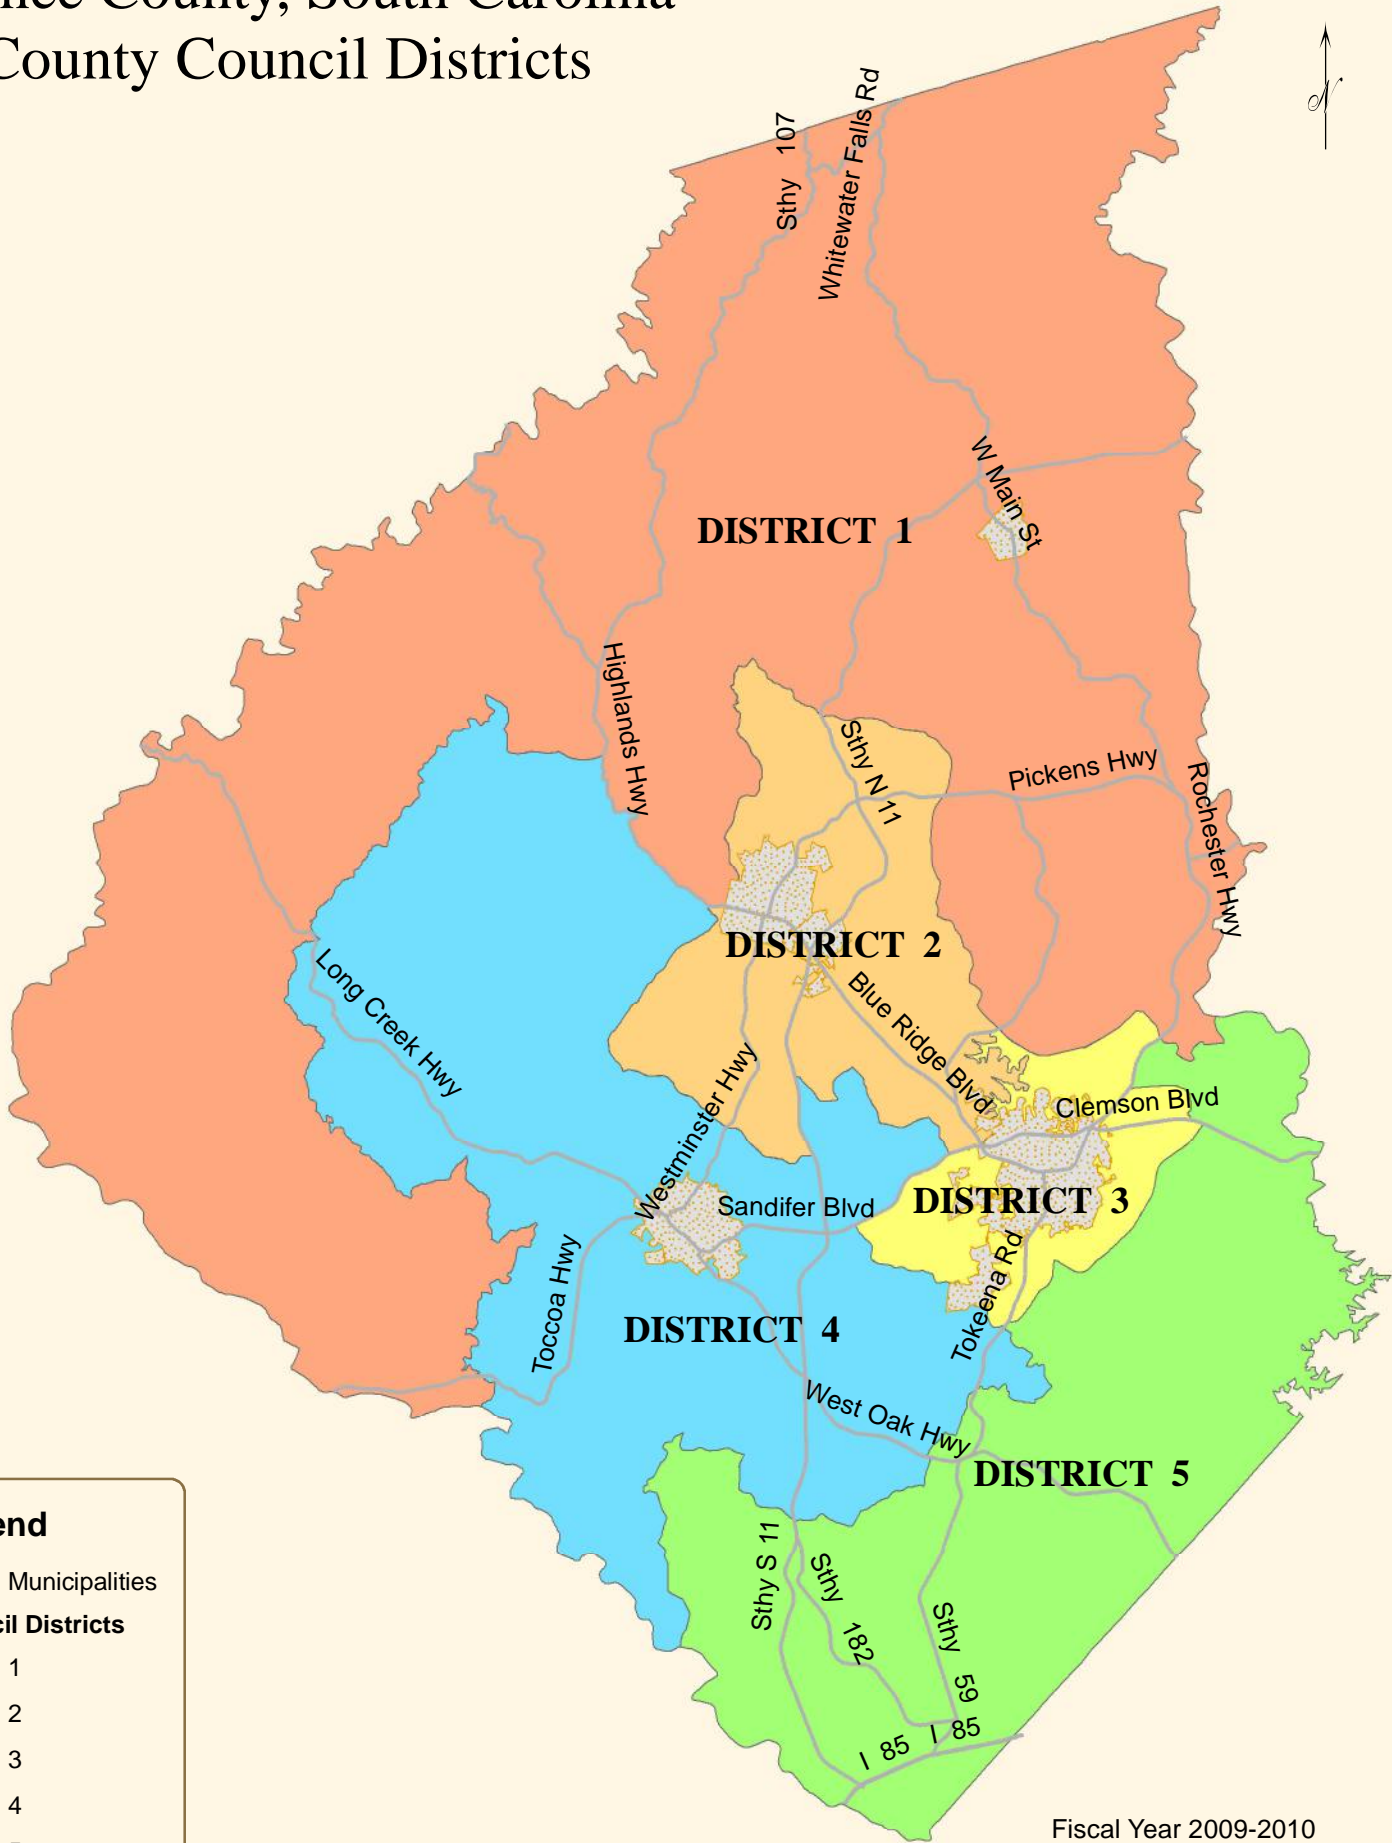 County, South Carolina
County Council Districts
N
Sthy 107
Whitewater Falls Rd
W Main St
DISTRICT 1
Highlands Hwy
Sthy N 11
Pickens Hwy
Rochester Hwy
DISTRICT 2
Long Creek Hwy
Blue Ridge Blvd
Westminster Hwy
Clemson Blvd
Sandifer Blvd
DISTRICT 3
Toccoa Hwy
Tokeena Rd
DISTRICT 4
West Oak Hwy
DISTRICT 5
Sthy S 11
Sthy 182
Sthy 59
I 85
I 85
Municipalities
Districts
1
2
3
4
Fiscal Year 2009-2010